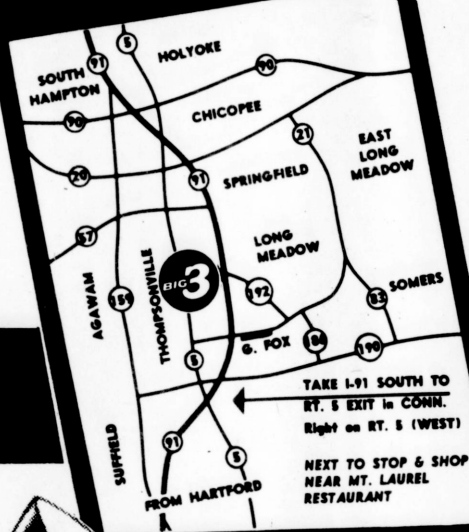 5
HOLYOKE
91
SOUTH
HAMPTON
90
90
CHICOPEE
21
EAST
LONG
MEADOW
20
91
SPRINGFIELD
57
LONG
MEADOW
AGAWAM
159
THOMPSONVILLE
BIG 3
192
83
SOMERS
G. FOX
186
190
5
TAKE I-91 SOUTH TO
RT. 5 EXIT in CONN.
Right on RT. 5 (WEST)
SUFFIELD
91
5
NEXT TO STOP & SHOP
NEAR MT. LAUREL
RESTAURANT
FROM HARTFORD